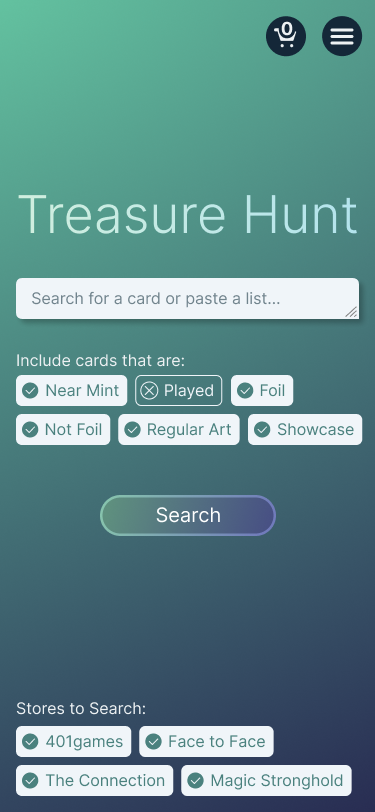 0
Treasure Hunt
Search for a card or paste a list...
Include cards that are:
Near Mint Played Foil
Not Foil Regular Art Showcase
Search
Stores to Search:
401games Face to Face
The Connection Magic Stronghold